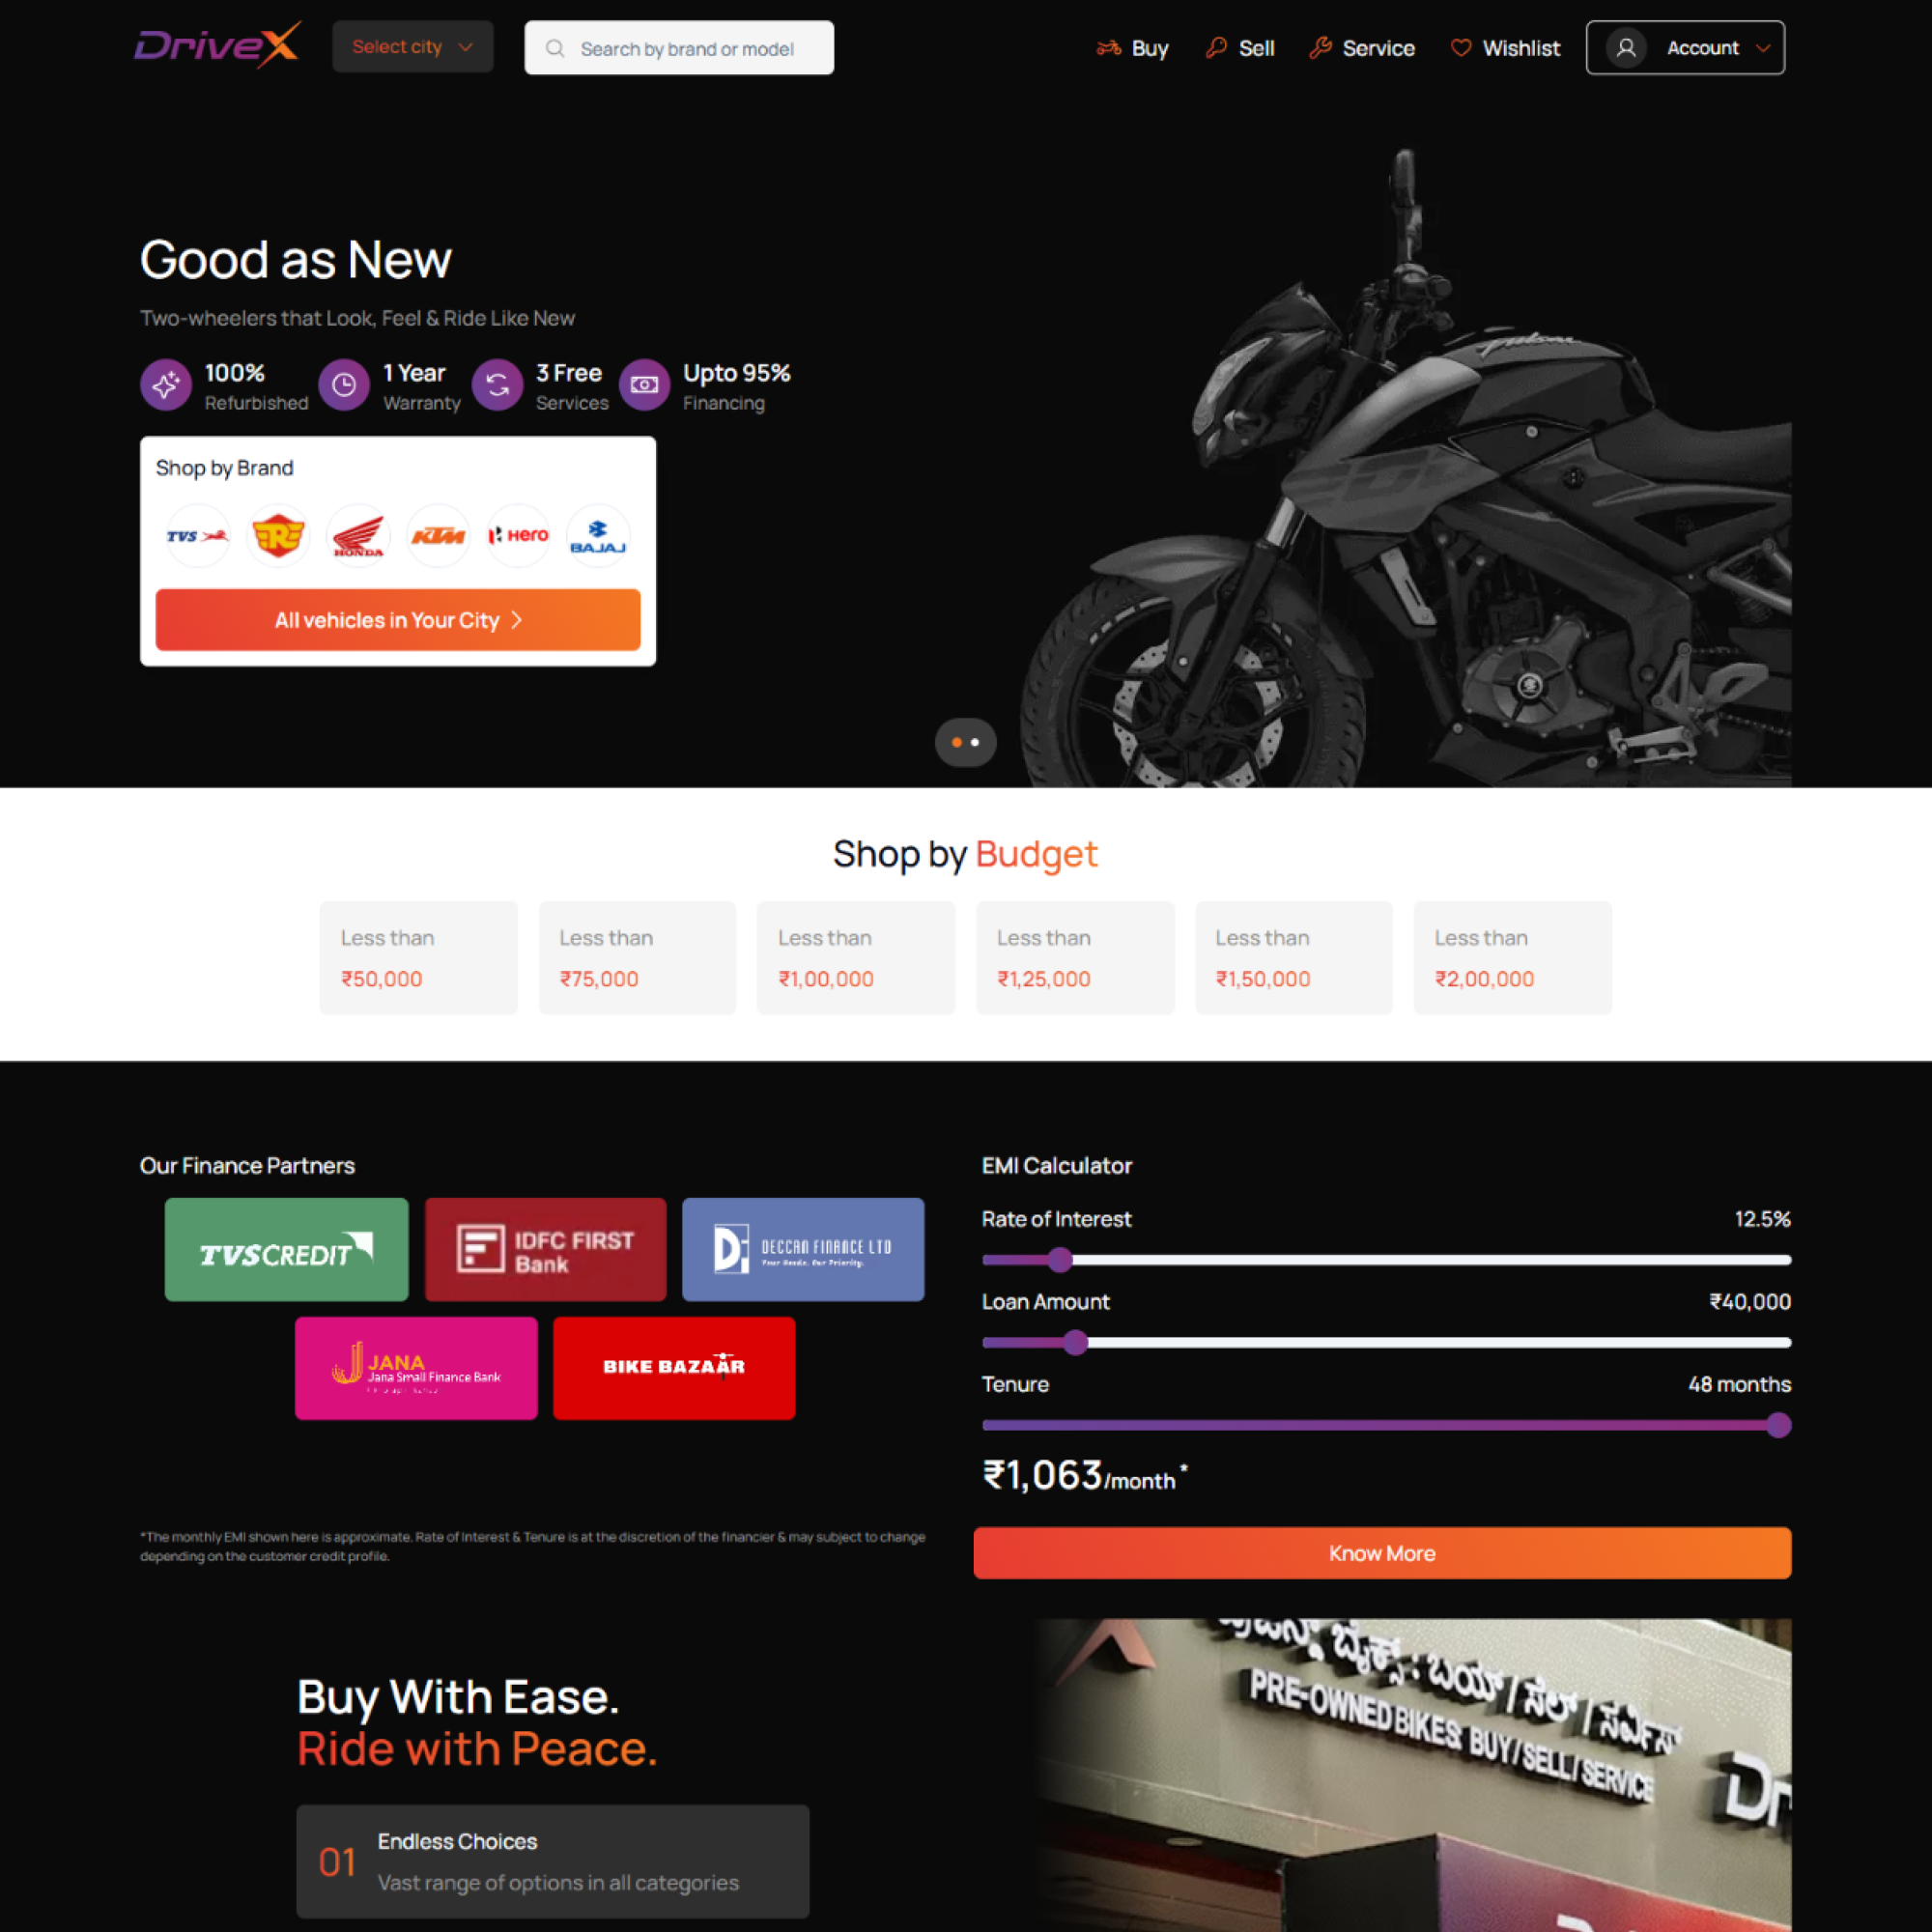 DriveX
Select city
Search by brand or model
Buy
Sell
Service
Wishlist
Account
Good as New
Two-wheelers that Look, Feel & Ride Like New
100%
Refurbished
1 Year
Warranty
3 Free
Services
Upto 95%
Financing
Pulsar
Shop by Brand
TVS
R
HONDA
KTM
Hero
BAJAJ
All vehicles in Your City
Shop by Budget
Less than
₹50,000
Less than
₹75,000
Less than
₹1,00,000
Less than
₹1,25,000
Less than
₹1,50,000
Less than
₹2,00,000
Our Finance Partners
TVS CREDIT
IDFC FIRST
Bank
DECCAN FINANCE LTD
Your Needs. Our Priority.
JANA
Jana Small Finance Bank
BIKE BAZAAR
*The monthly EMI shown here is approximate. Rate of Interest & Tenure is at the discretion of the financier & may subject to change
depending on the customer credit profile.
EMI Calculator
Rate of Interest
12.5%
Loan Amount
₹40,000
Tenure
48 months
₹1,063/month*
Know More
Buy With Ease.
Ride with Peace.
01
Endless Choices
Vast range of options in all categories
ಬೈಕ್ಸ್ : ಬಯ್ / ಸೆಲ್ / ಸರ್ವಿಸ್
PRE-OWNED BIKES: BUY / SELL / SERVICE